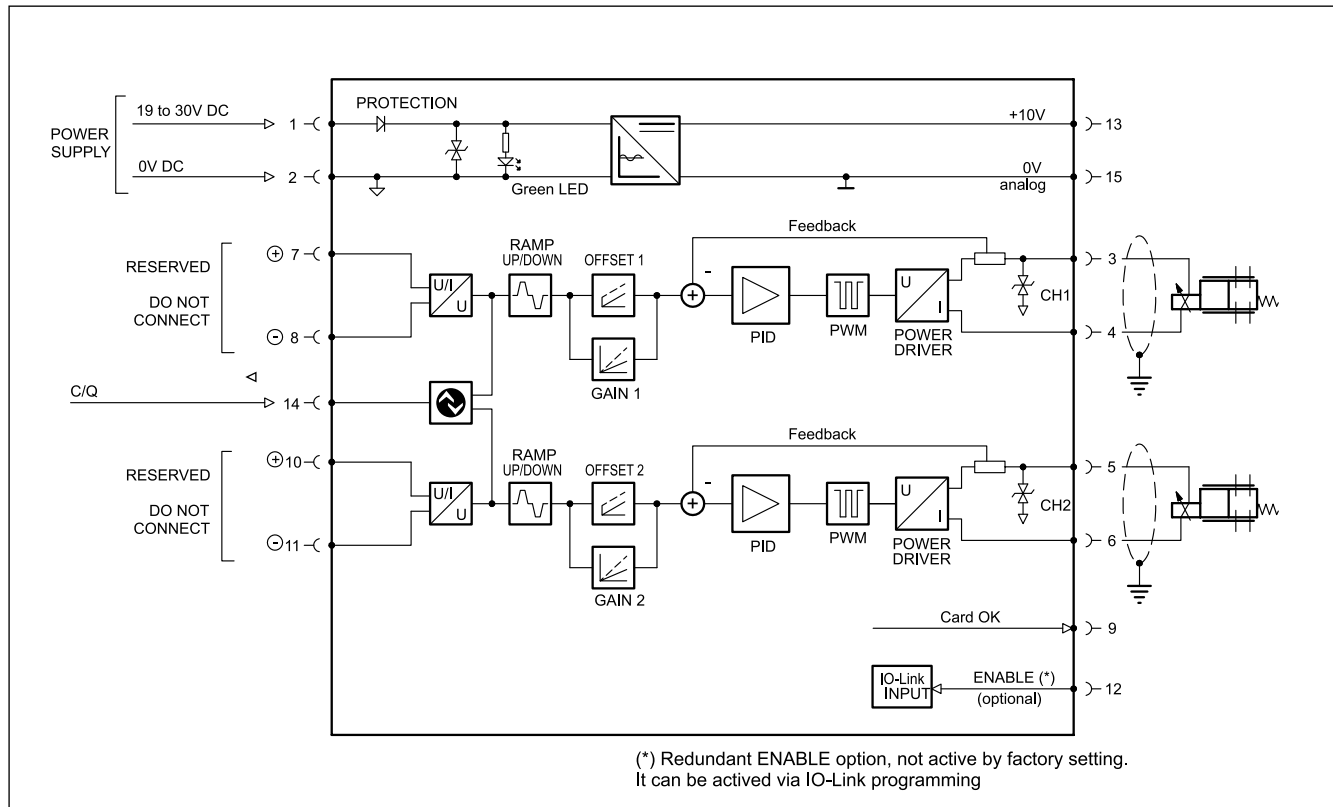 POWER
SUPPLY
19 to 30V DC
1
0V DC
2
PROTECTION
Green LED
+10V
13
0V
analog
15
RESERVED
DO NOT
CONNECT
+ 7
- 8
U/I
U
RAMP
UP/DOWN
OFFSET 1
GAIN 1
Feedback
+
-
PID
PWM
U
I
POWER
DRIVER
CH1
3
4
C/Q
14
RESERVED
DO NOT
CONNECT
+ 10
- 11
U/I
U
RAMP
UP/DOWN
OFFSET 2
GAIN 2
Feedback
+
-
PID
PWM
U
I
POWER
DRIVER
CH2
5
6
Card OK
9
IO-Link
INPUT
ENABLE (*)
(optional)
12
(*) Redundant ENABLE option, not active by factory setting.
It can be actived via IO-Link programming